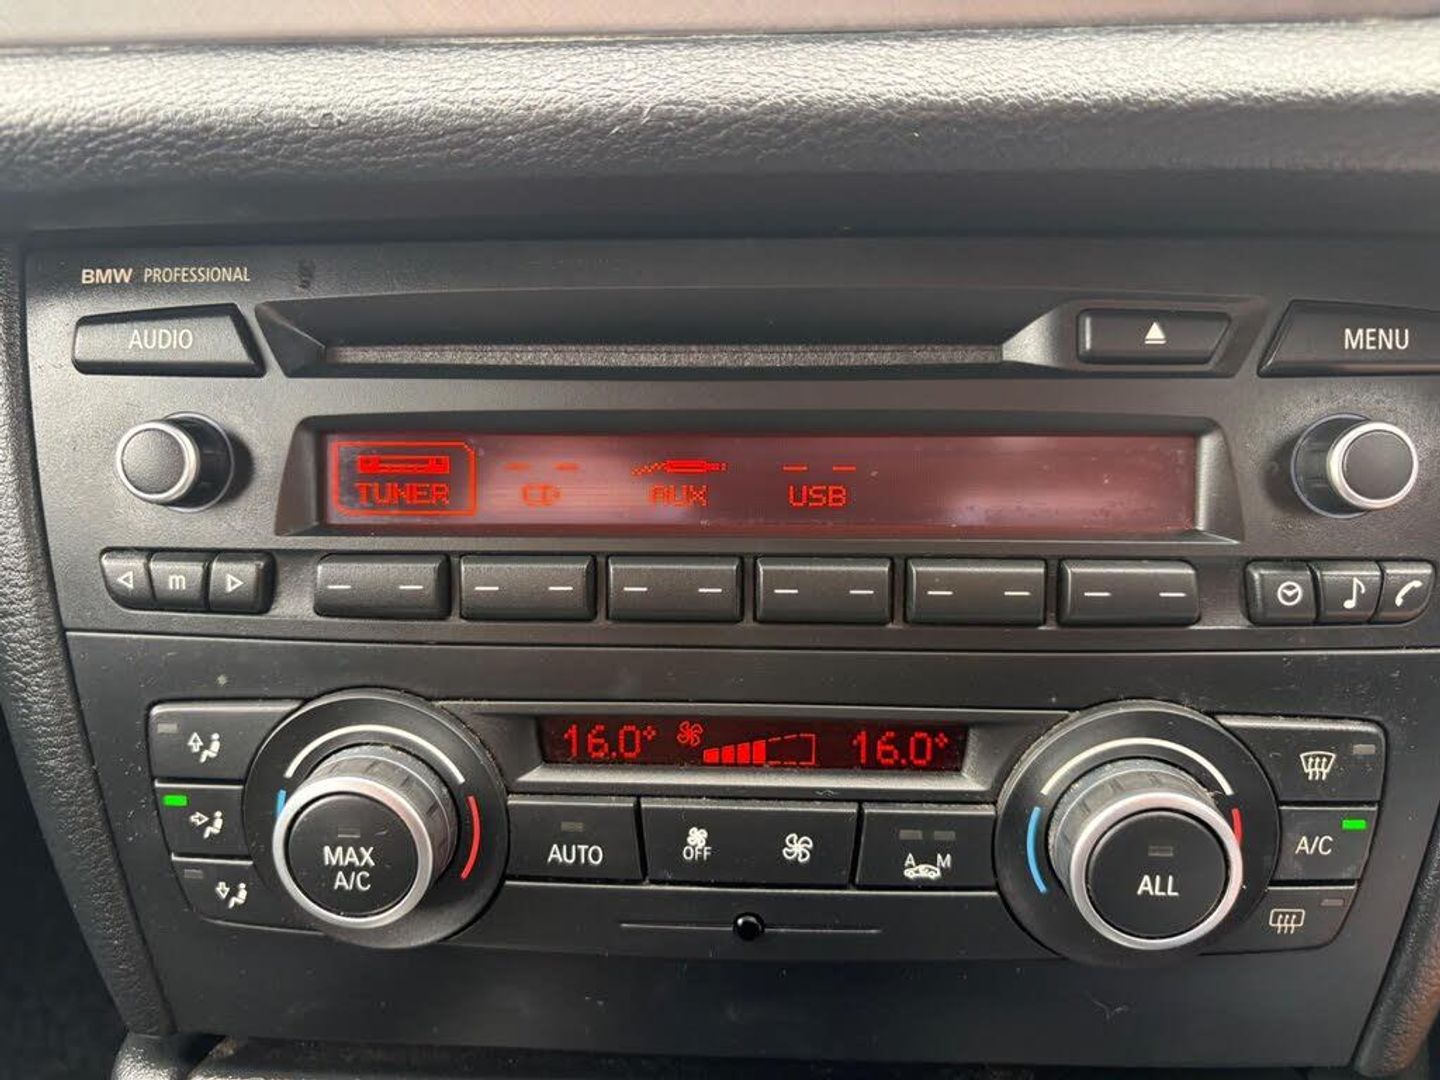 BMW PROFESSIONAL
AUDIO
MENU
TUNER CD AUX USB
m
16.0° 16.0°
MAX A/C
AUTO
OFF
A M
ALL
A/C